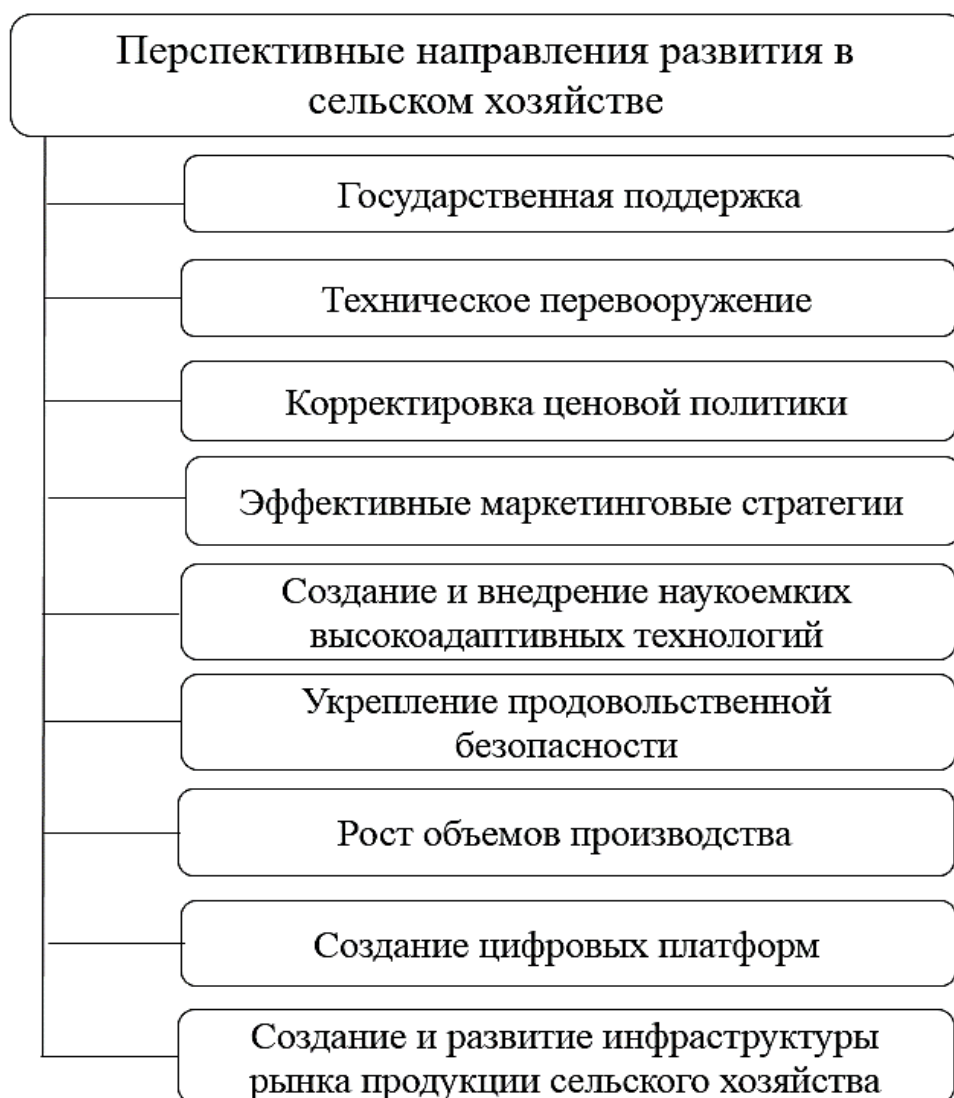 Перспективные направления развития в
сельском хозяйстве
Государственная поддержка
Техническое перевооружение
Корректировка ценовой политики
Эффективные маркетинговые стратегии
Создание и внедрение наукоемких
высокоадаптивных технологий
Укрепление продовольственной
безопасности
Рост объемов производства
Создание цифровых платформ
Создание и развитие инфраструктуры
рынка продукции сельского хозяйства